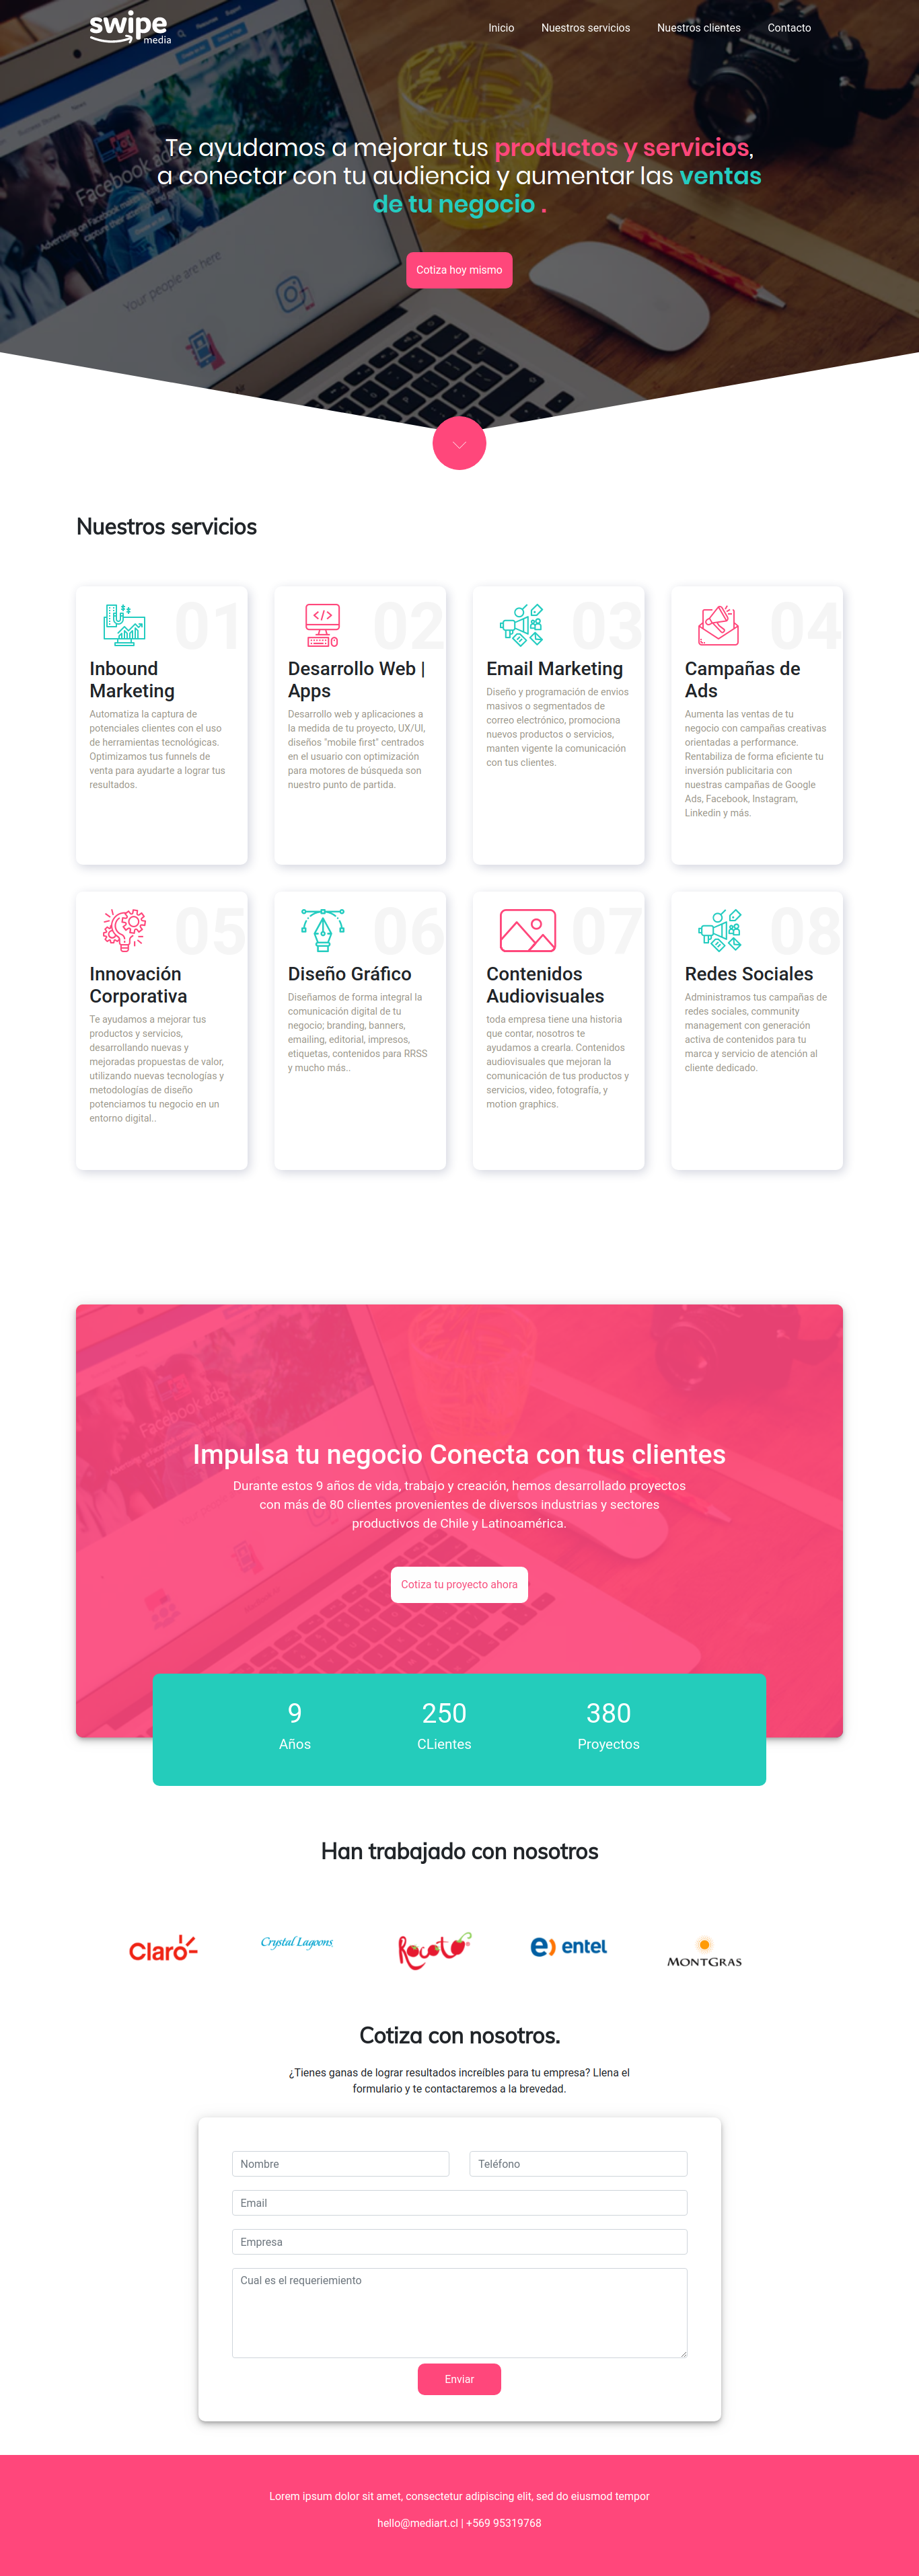 swipe
media
Inicio
Nuestros servicios
Nuestros clientes
Contacto
Te ayudamos a mejorar tus productos y servicios,
a conectar con tu audiencia y aumentar las ventas
de tu negocio .
Facebook ads
Your people are here
Cotiza hoy mismo
Nuestros servicios
01
Inbound
Marketing
Automatiza la captura de
potenciales clientes con el uso
de herramientas tecnológicas.
Optimizamos tus funnels de
venta para ayudarte a lograr tus
resultados.
02
Desarrollo Web |
Apps
Desarrollo web y aplicaciones a
la medida de tu proyecto, UX/UI,
diseños "mobile first" centrados
en el usuario con optimización
para motores de búsqueda son
nuestro punto de partida.
03
Email Marketing
Diseño y programación de envíos
masivos o segmentados de
correo electrónico, promociona
nuevos productos o servicios,
manten vigente la comunicación
con tus clientes.
04
Campañas de
Ads
Aumenta las ventas de tu
negocio con campañas creativas
orientadas a performance.
Rentabiliza de forma eficiente tu
inversión publicitaria con
nuestras campañas de Google
Ads, Facebook, Instagram,
Linkedin y más.
05
Innovación
Corporativa
Te ayudamos a mejorar tus
productos y servicios,
desarrollando nuevas y
mejoradas propuestas de valor,
utilizando nuevas tecnologías y
metodologías de diseño
potenciamos tu negocio en un
entorno digital..
06
Diseño Gráfico
Diseñamos de forma integral la
comunicación digital de tu
negocio; branding, banners,
emailing, editorial, impresos,
etiquetas, contenidos para RRSS
y mucho más..
07
Contenidos
Audiovisuales
toda empresa tiene una historia
que contar, nosotros te
ayudamos a crearla. Contenidos
audiovisuales que mejoran la
comunicación de tus productos y
servicios, video, fotografía, y
motion graphics.
08
Redes Sociales
Administramos tus campañas de
redes sociales, community
management con generación
activa de contenidos para tu
marca y servicio de atención al
cliente dedicado.
Facebook ads
Impulsa tu negocio Conecta con tus clientes
Durante estos 9 años de vida, trabajo y creación, hemos desarrollado proyectos
con más de 80 clientes provenientes de diversos industrias y sectores
productivos de Chile y Latinoamérica.
Cotiza tu proyecto ahora
9
Años
250
CLientes
380
Proyectos
Han trabajado con nosotros
Claro
Crystal Lagoons
Rocoto
entel
MONTGRAS
Cotiza con nosotros.
¿Tienes ganas de lograr resultados increíbles para tu empresa? Llena el
formulario y te contactaremos a la brevedad.
Nombre
Teléfono
Email
Empresa
Cual es el requeriemiento
Enviar
Lorem ipsum dolor sit amet, consectetur adipiscing elit, sed do eiusmod tempor
hello@mediart.cl | +569 95319768